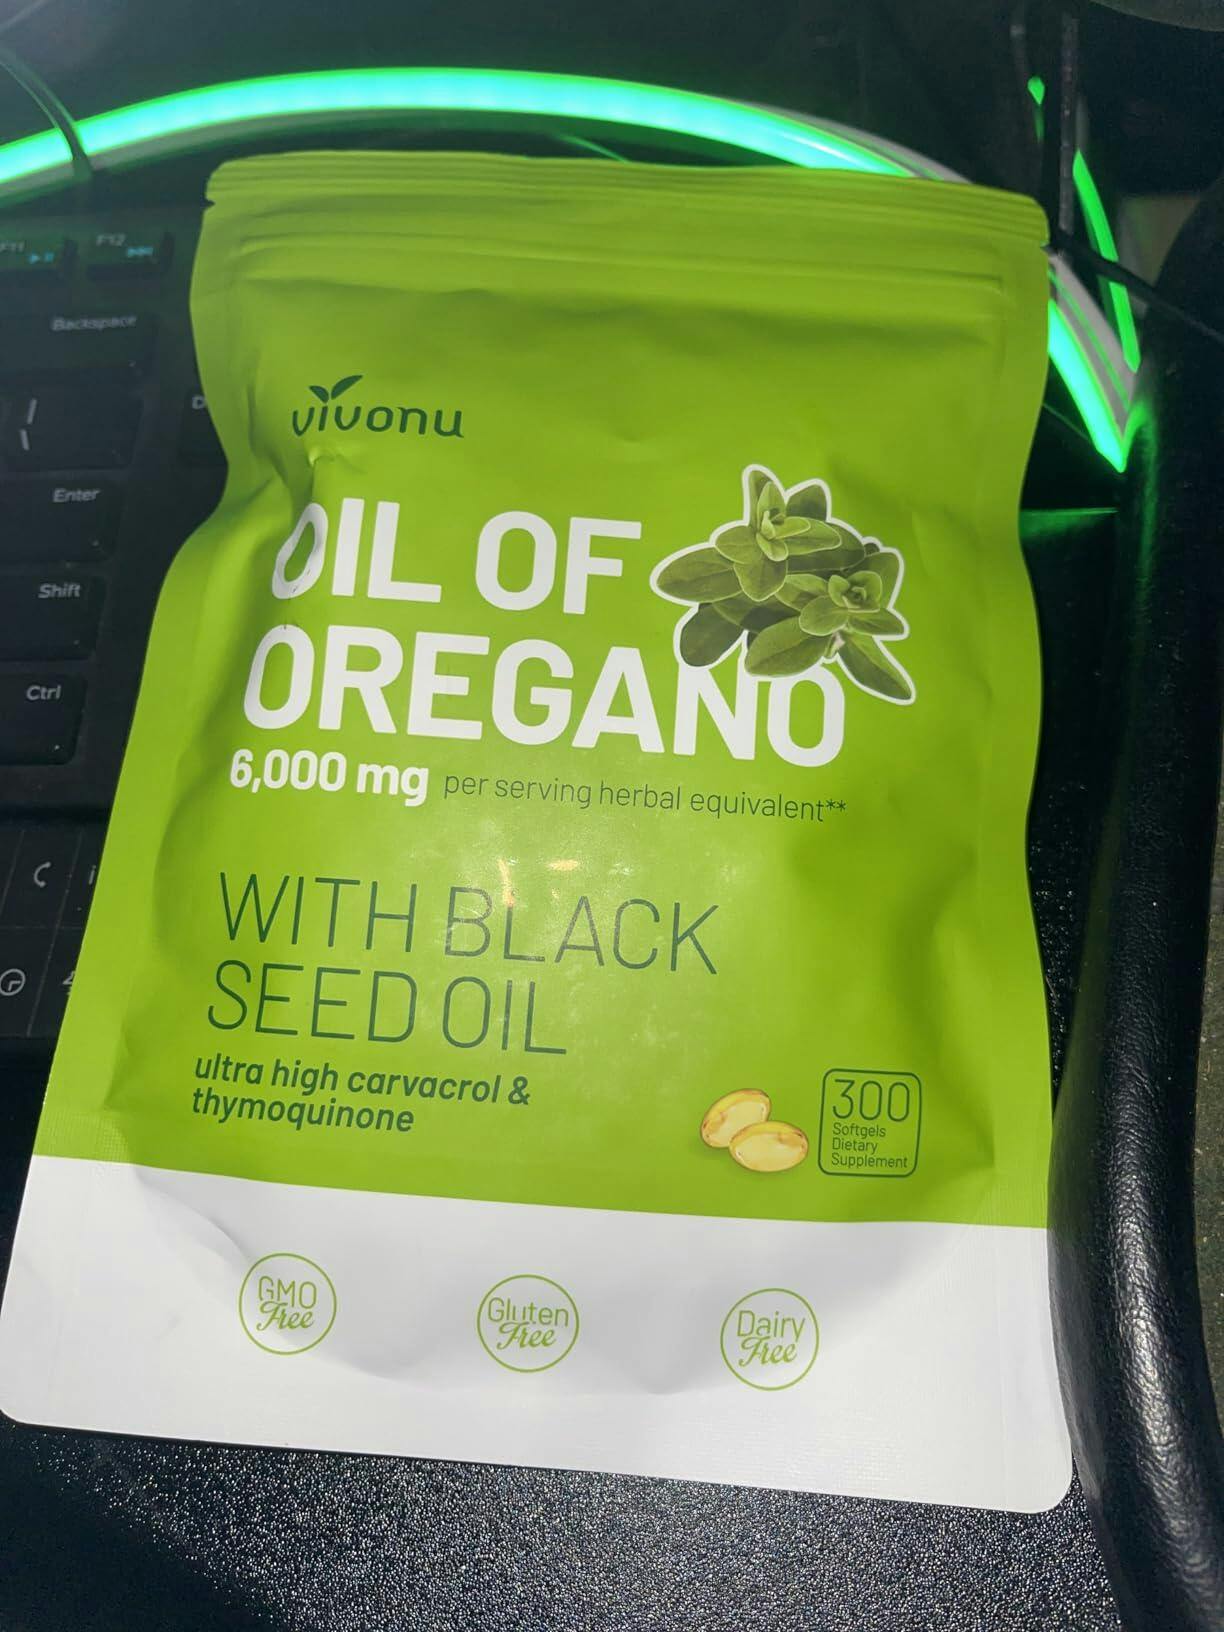 F11
F12
Backspace
D
|
\
Enter
Shift
Ctrl
vivonu
OIL OF
OREGANO
6,000 mg per serving herbal equivalent**
WITH BLACK
SEED OIL
ultra high carvacrol &
thymoquinone
300
Softgels
Dietary
Supplement
GMO
Free
Gluten
Free
Dairy
Free